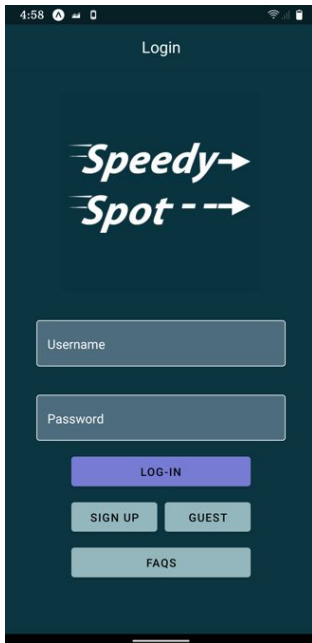 4:58
Login
Speedy
Spot
Username
Password
LOG-IN
SIGN UP GUEST
FAQS